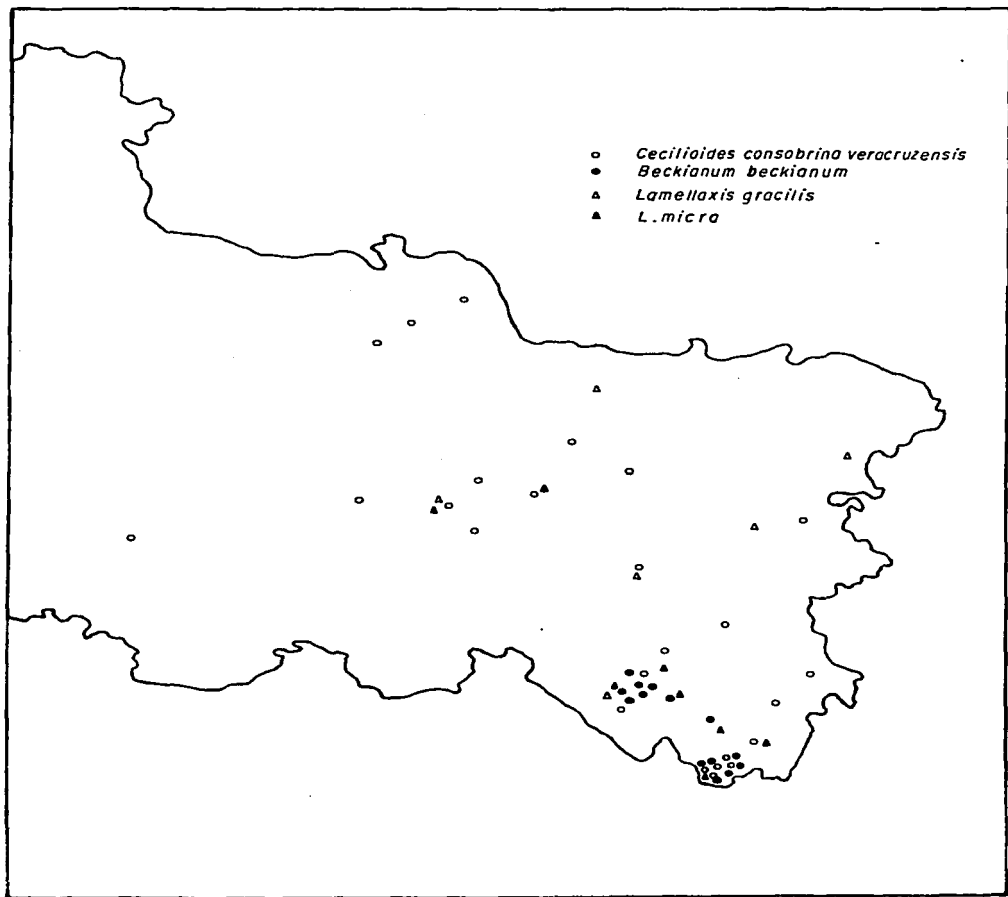 Cecilioides consobrina veracruzensis
Beckianum beckianum
Lamellaxis gracilis
L. micra